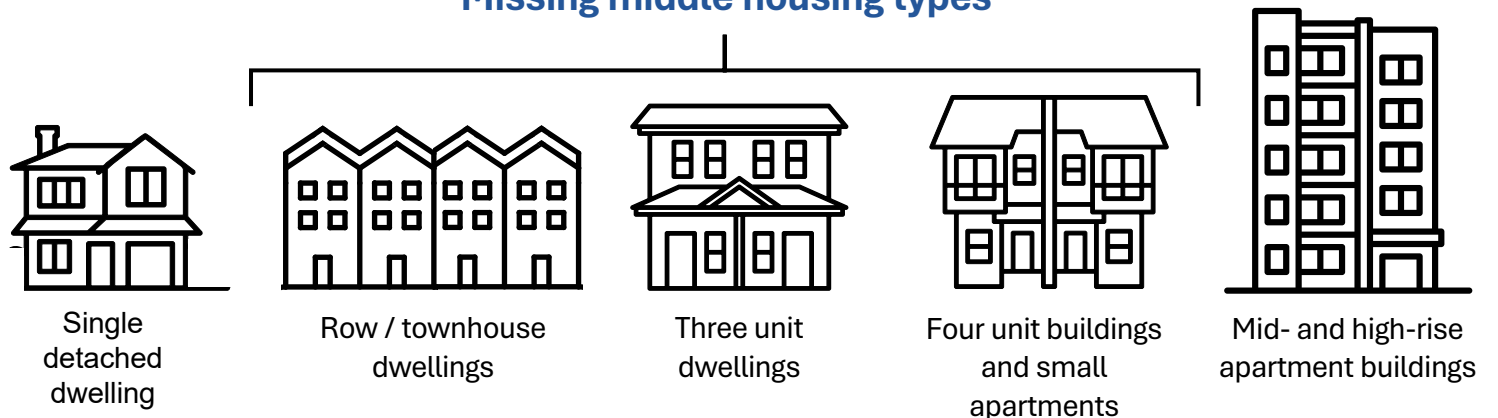 Missing middle housing types
Single
detached
dwelling
Row / townhouse
dwellings
Three unit
dwellings
Four unit buildings
and small
apartments
Mid- and high-rise
apartment buildings